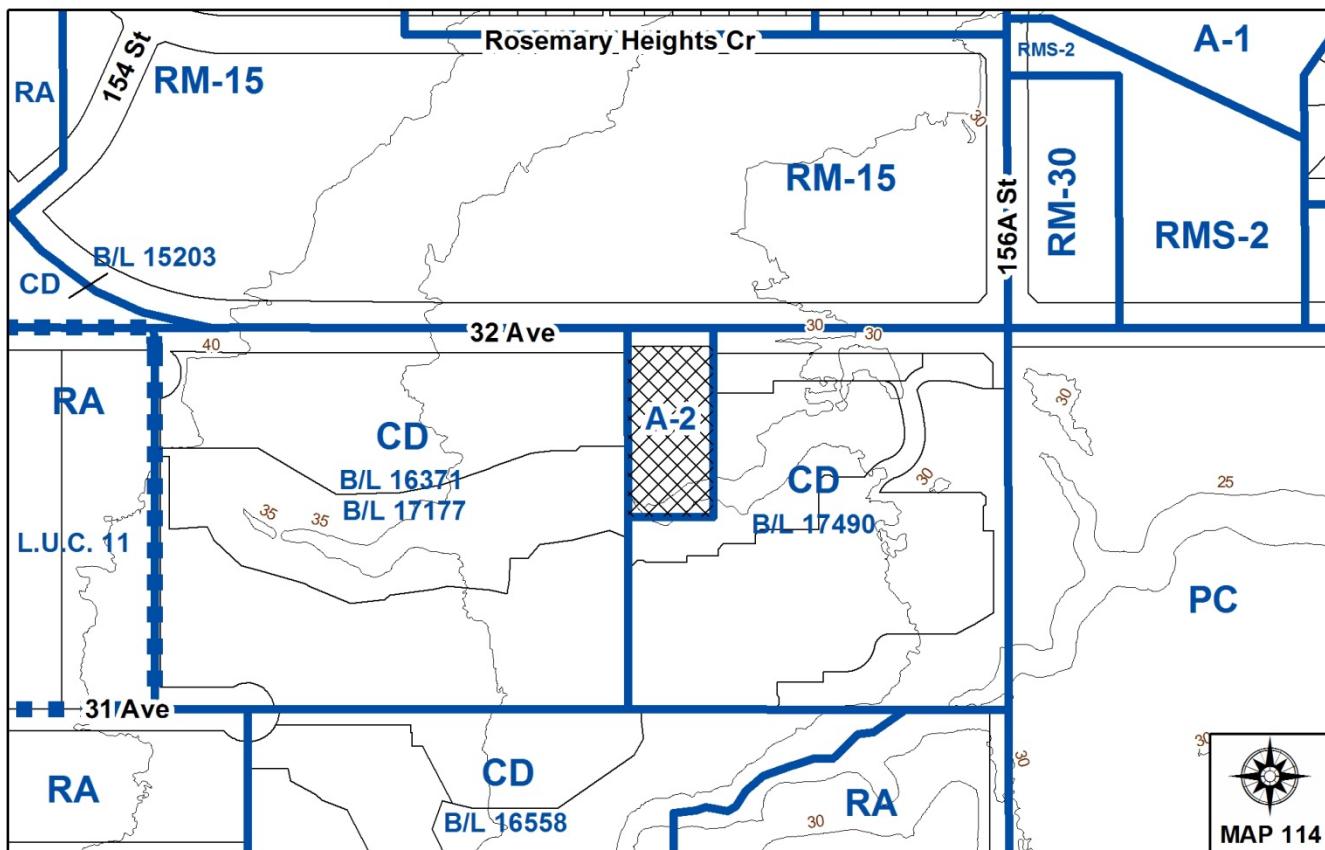 Rosemary Heights Cr
A-1
RMS-2
154 St
RM-15
RA
30
RM-15
156A St
RM-30
RMS-2
B/L 15203
CD
32 Ave
30
30
40
RA
30
CD
A-2
B/L 16371
B/L 17177
CD
30
25
35
35
B/L 17490
L.U.C. 11
PC
31 Ave
RA
CD
30
30
RA
B/L 16558
30
MAP 114